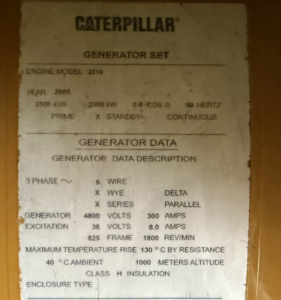 CATERPILLAR
GENERATOR SET
ENGINE MODEL 3516
YEAR 2005
2500 kVA 2000 kW 0.8 COS 0 60 HERTZ
PRIME X STANDBY CONTINUOUS
GENERATOR DATA
GENERATOR DATA DESCRIPTION
3 PHASE ~ 6 WIRE
X WYE DELTA
X SERIES PARALLEL
GENERATOR 4800 VOLTS 300 AMPS
EXCITATION 36 VOLTS 8.0 AMPS
825 FRAME 1800 REV/MIN
MAXIMUM TEMPERATURE RISE 130 °C BY RESISTANCE
40 °C AMBIENT 1000 METERS ALTITUDE
CLASS H INSULATION
ENCLOSURE TYPE